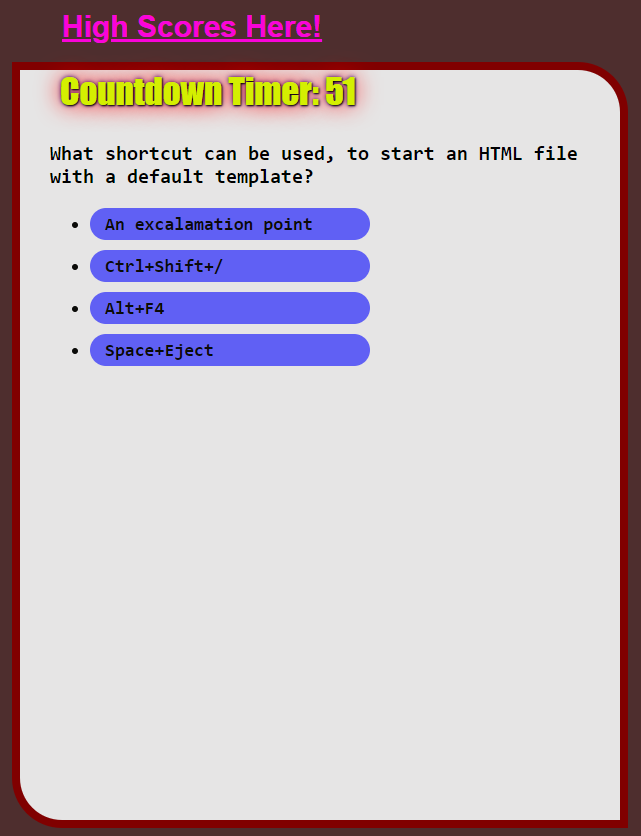 High Scores Here!
Countdown Timer: 51
What shortcut can be used, to start an HTML file
with a default template?
An excalamation point
Ctrl+Shift+/
Alt+F4
Space+Eject